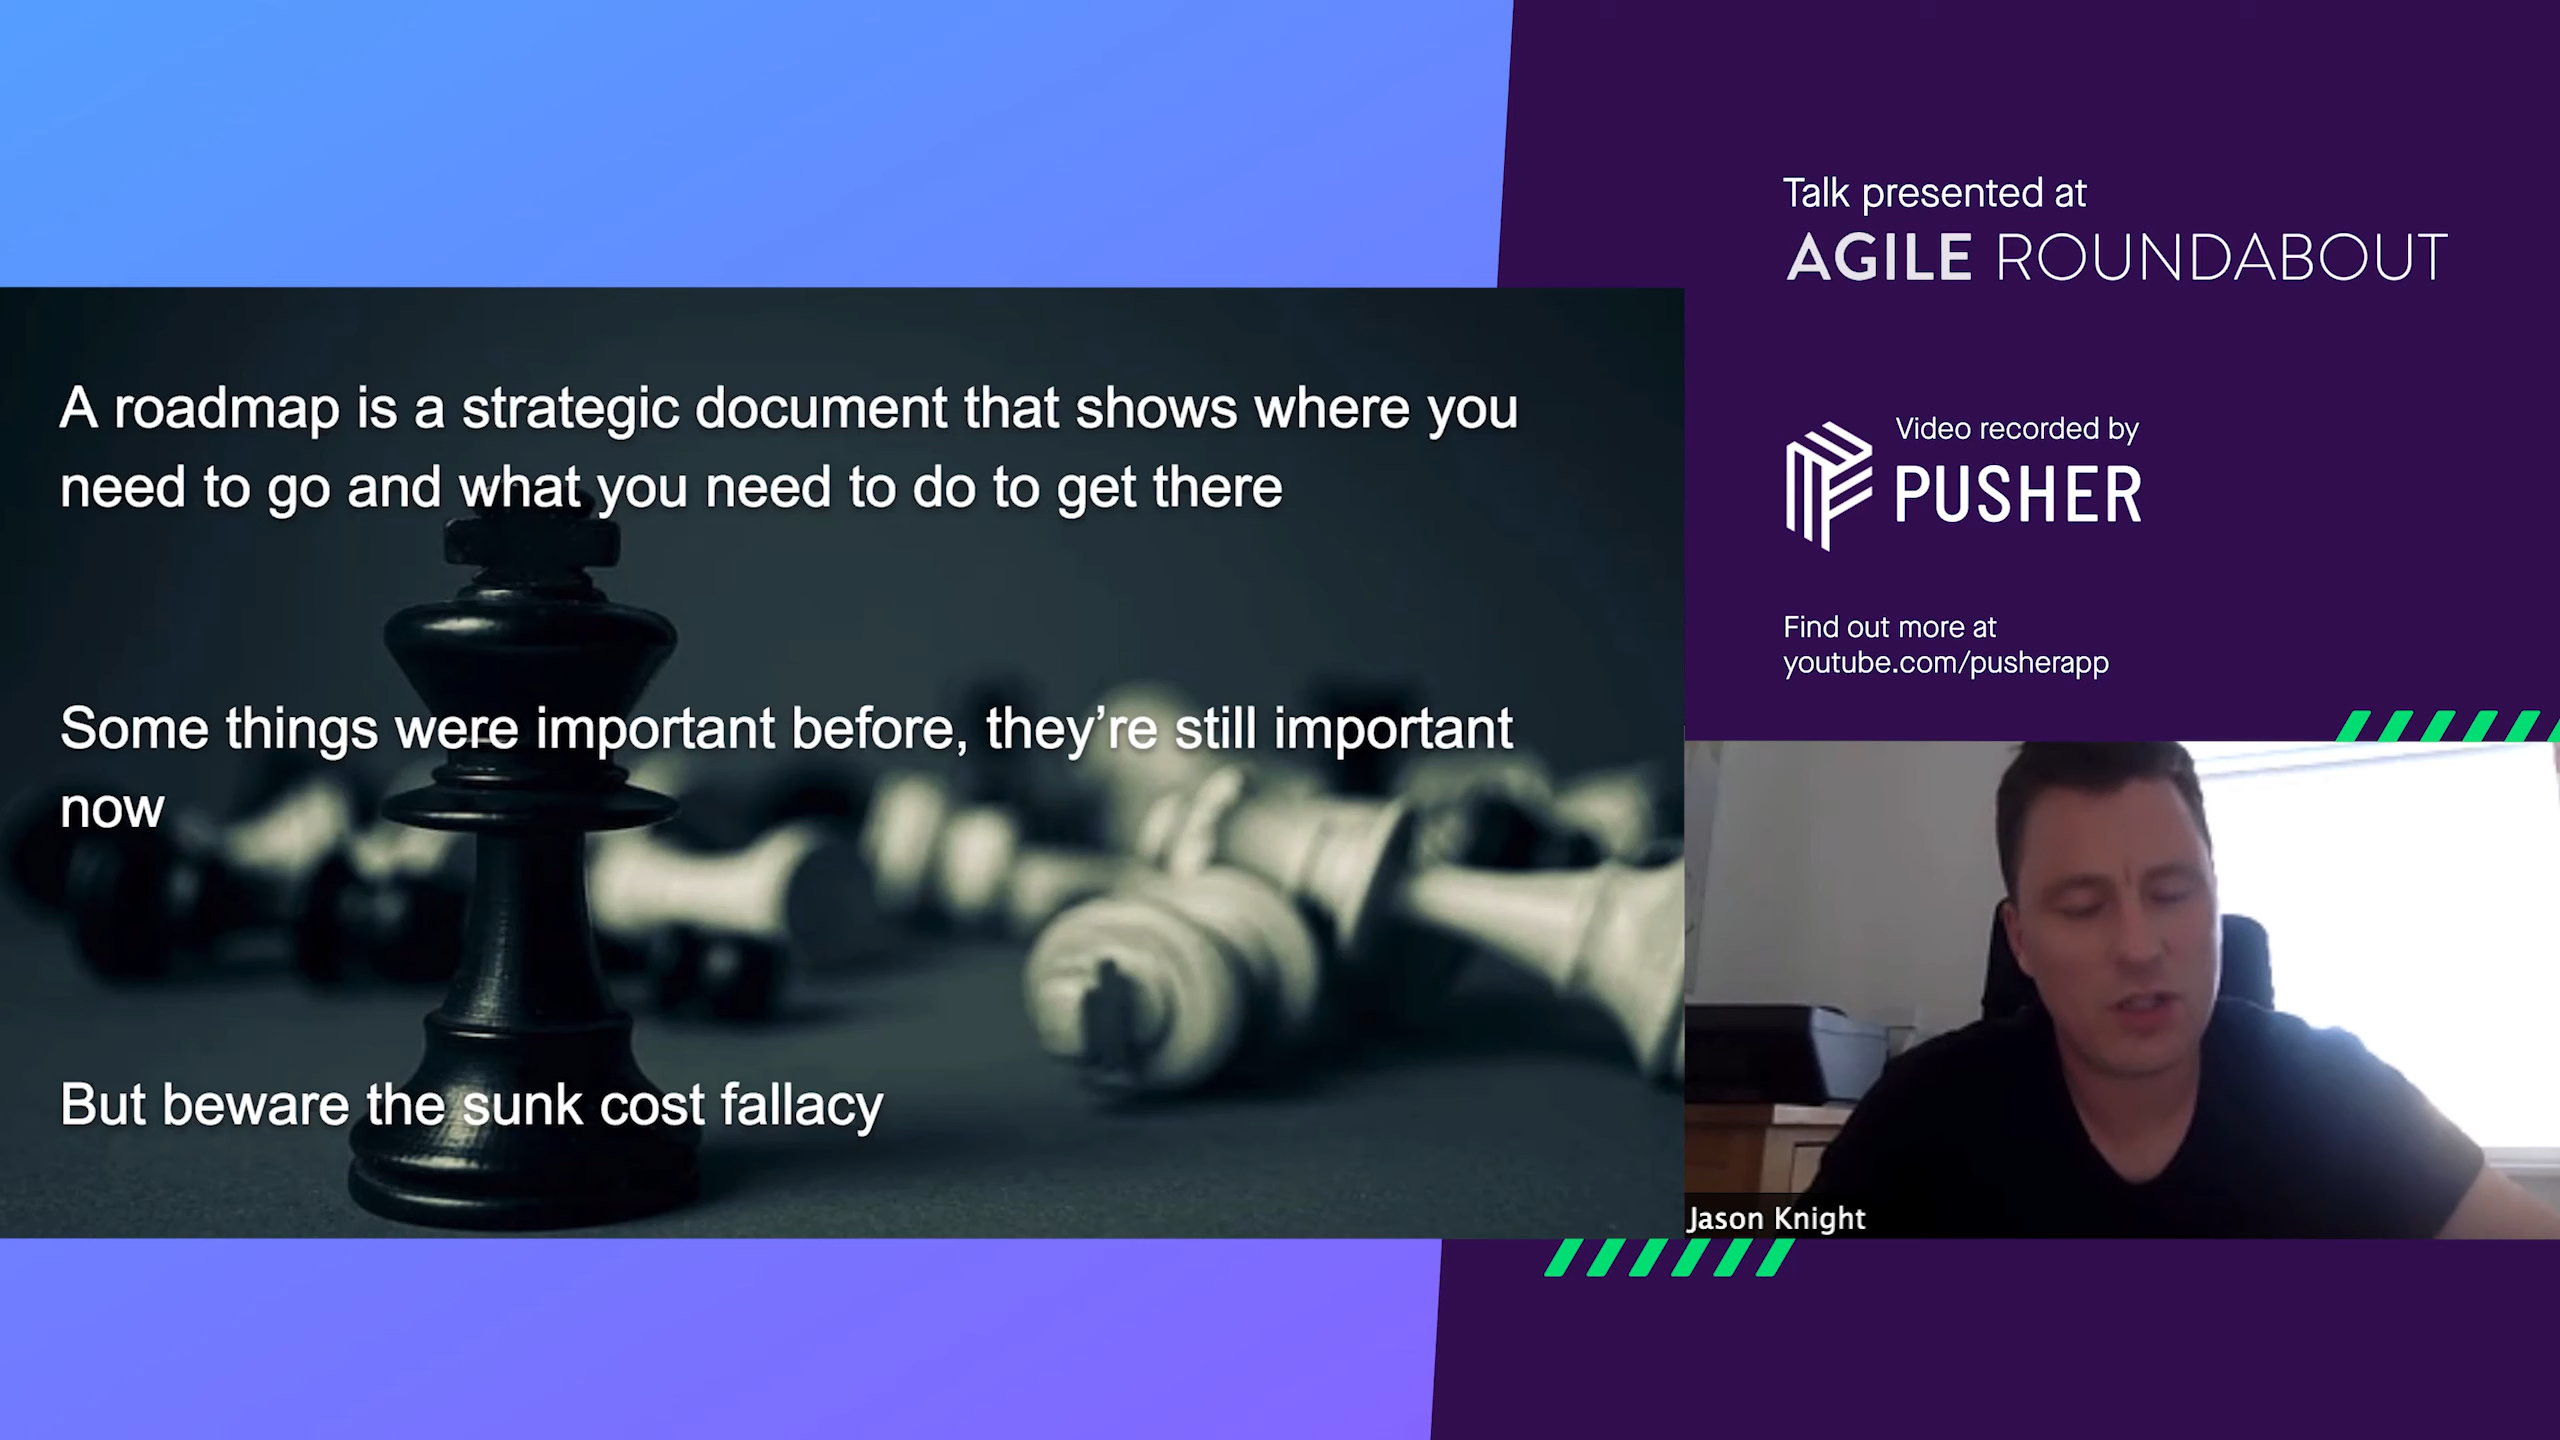 A roadmap is a strategic document that shows where you
need to go and what you need to do to get there
Some things were important before, they’re still important
now
But beware the sunk cost fallacy
Talk presented at
AGILE ROUNDABOUT
Video recorded by
PUSHER
Find out more at
youtube.com/pusherapp
Jason Knight